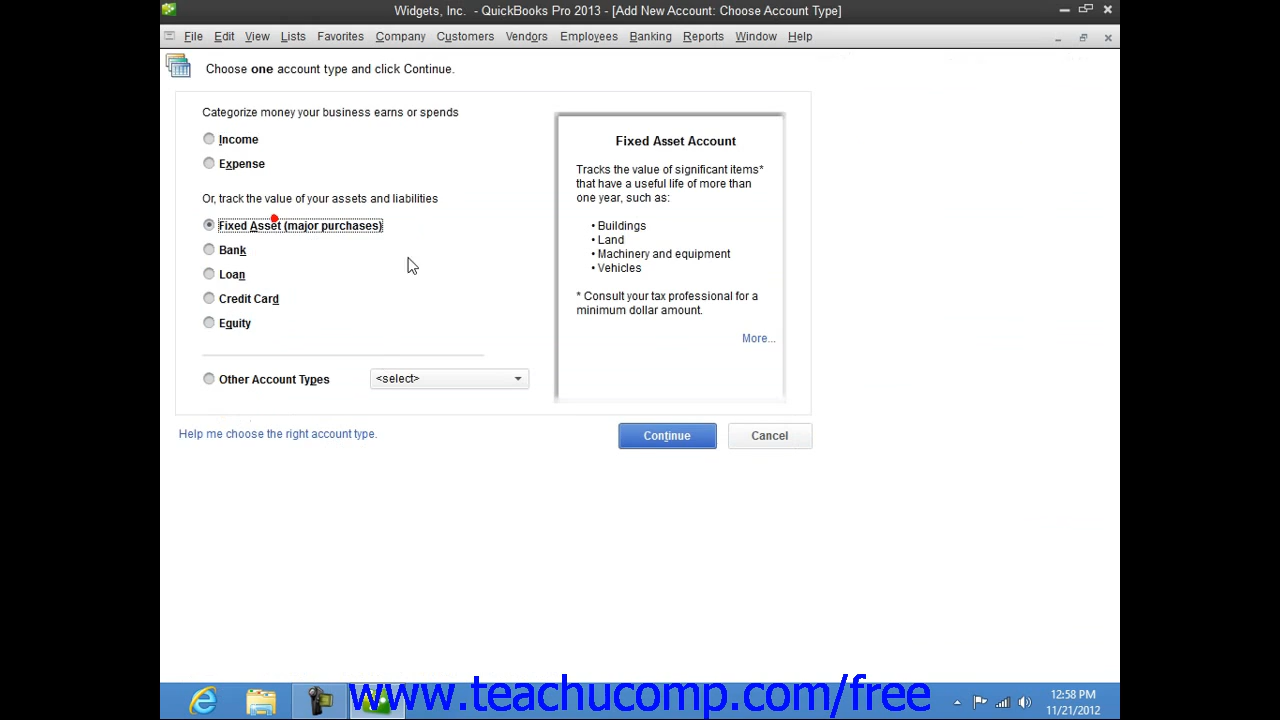 Widgets, Inc. - QuickBooks Pro 2013 - [Add New Account: Choose Account Type]
File Edit View Lists Favorites Company Customers Vendors Employees Banking Reports Window Help
Choose one account type and click Continue.
Categorize money your business earns or spends
Income
Expense
Or, track the value of your assets and liabilities
Fixed Asset (major purchases)
Bank
Loan
Credit Card
Equity
Other Account Types <select>
Fixed Asset Account
Tracks the value of significant items*
that have a useful life of more than
one year, such as:
• Buildings
• Land
• Machinery and equipment
• Vehicles
* Consult your tax professional for a
minimum dollar amount.
More...
Help me choose the right account type.
Continue Cancel
www.teachucomp.com/free
12:58 PM
11/21/2012